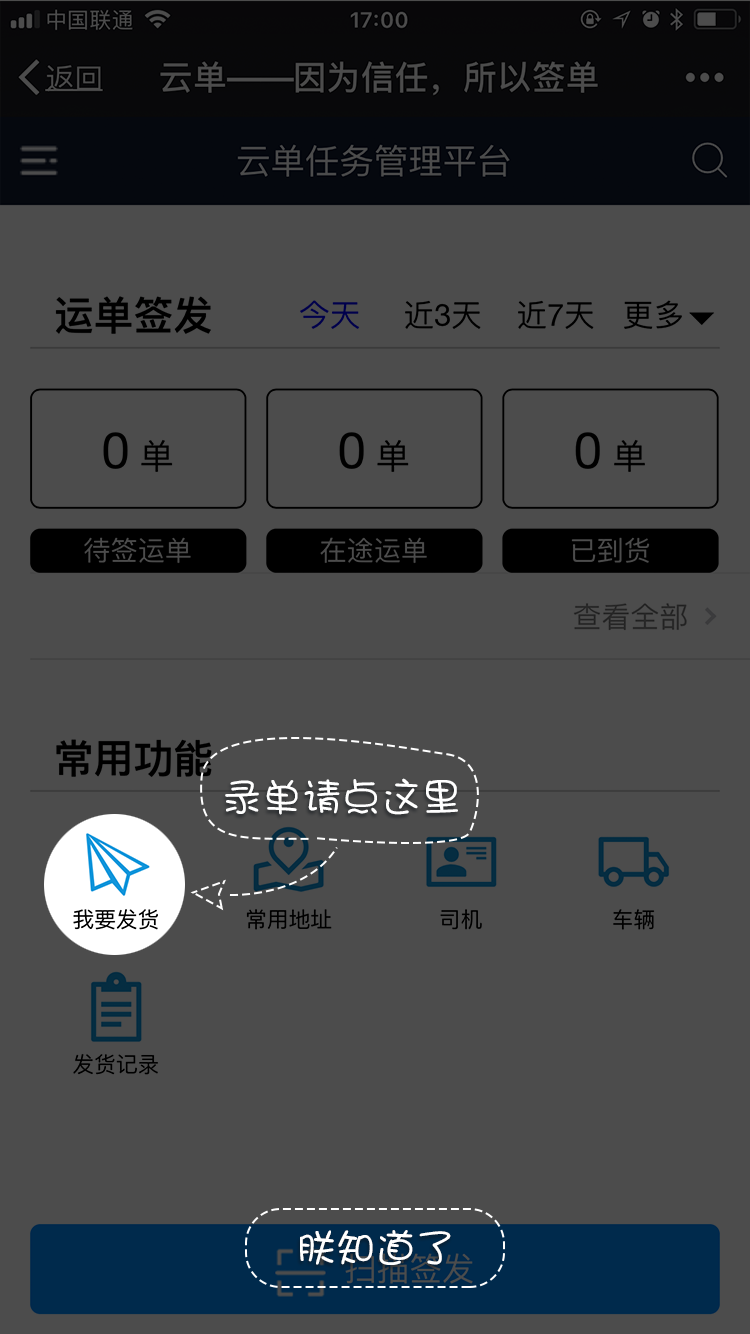 中国联通 17:00
返回 云单——因为信任，所以签单
云单任务管理平台
运单签发 今天 近3天 近7天 更多
0 单 0 单 0 单
待签运单 在途运单 已到货
查看全部
常用功能
录单请点这里
我要发货 常用地址 司机 车辆
发货记录
朕知道了
扫描签发